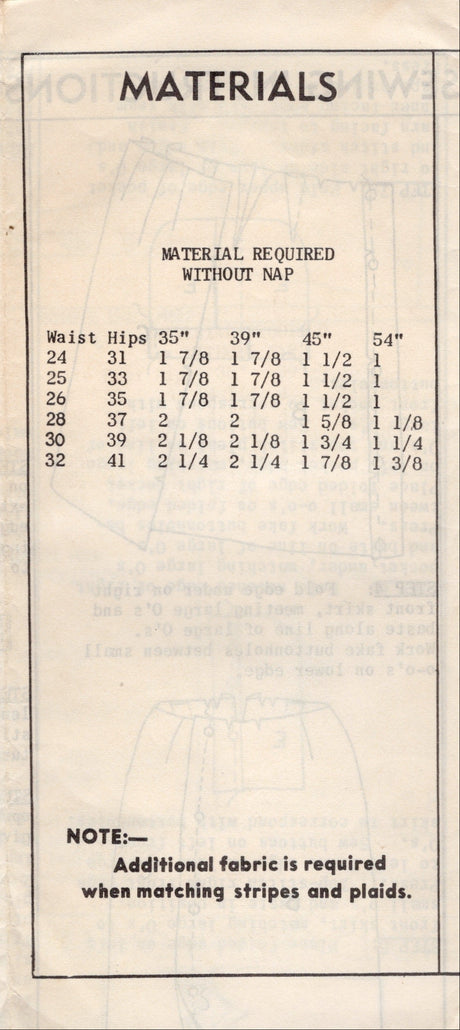 MATERIALS
MATERIAL REQUIRED
WITHOUT NAP
Waist Hips 35" 39" 45" 54"
24 31 1 7/8 1 7/8 1 1/2 1
25 33 1 7/8 1 7/8 1 1/2 1
26 35 1 7/8 1 7/8 1 1/2 1
28 37 2 2 1 5/8 1 1/8
30 39 2 1/8 2 1/8 1 3/4 1 1/4
32 41 2 1/4 2 1/4 1 7/8 1 3/8
NOTE:—
Additional fabric is required
when matching stripes and plaids.